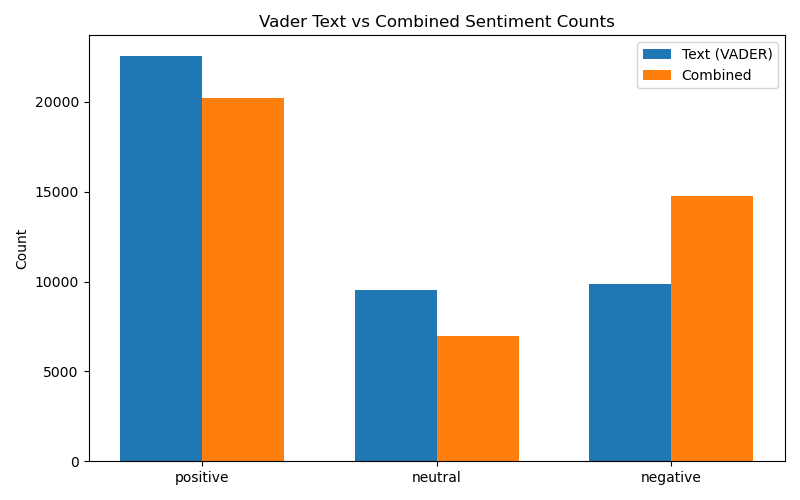 Vader Text vs Combined Sentiment Counts
Text (VADER)
Combined
Count
20000
15000
10000
5000
0
positive
neutral
negative